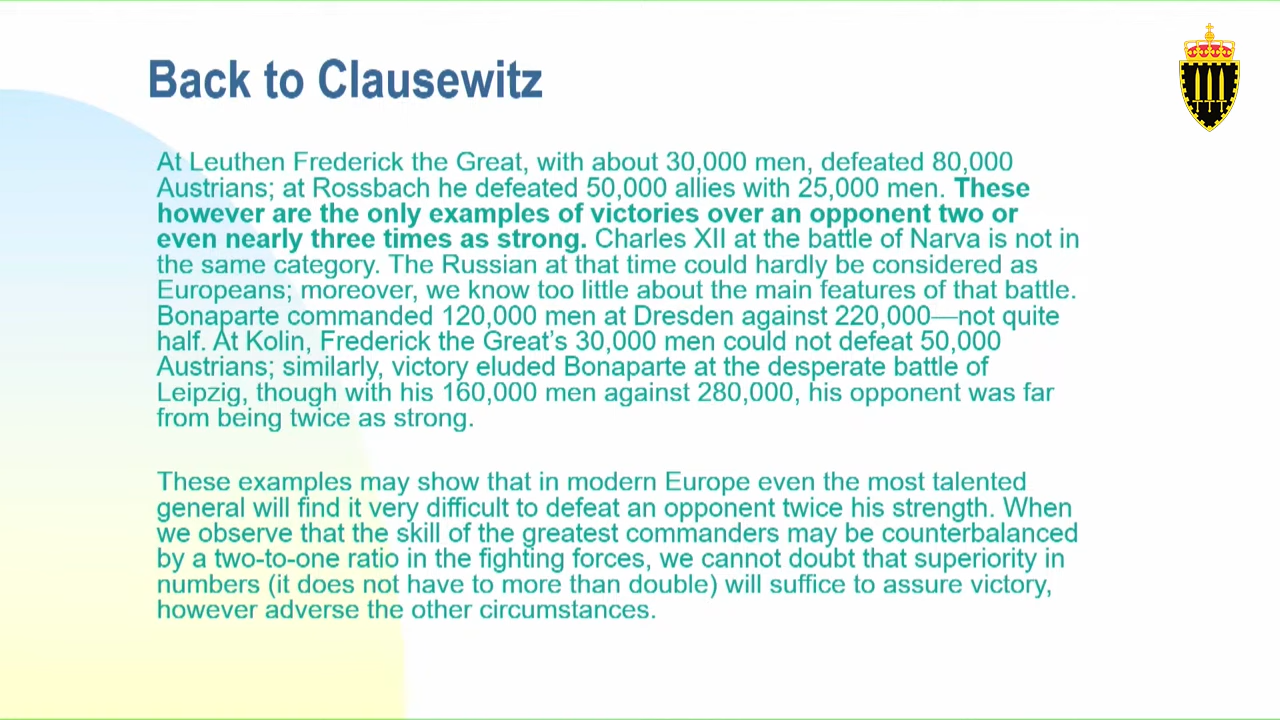 Back to Clausewitz
At Leuthen Frederick the Great, with about 30,000 men, defeated 80,000
Austrians; at Rossbach he defeated 50,000 allies with 25,000 men. These
however are the only examples of victories over an opponent two or
even nearly three times as strong. Charles XII at the battle of Narva is not in
the same category. The Russian at that time could hardly be considered as
Europeans; moreover, we know too little about the main features of that battle.
Bonaparte commanded 120,000 men at Dresden against 220,000—not quite
half. At Kolin, Frederick the Great’s 30,000 men could not defeat 50,000
Austrians; similarly, victory eluded Bonaparte at the desperate battle of
Leipzig, though with his 160,000 men against 280,000, his opponent was far
from being twice as strong.
These examples may show that in modern Europe even the most talented
general will find it very difficult to defeat an opponent twice his strength. When
we observe that the skill of the greatest commanders may be counterbalanced
by a two-to-one ratio in the fighting forces, we cannot doubt that superiority in
numbers (it does not have to more than double) will suffice to assure victory,
however adverse the other circumstances.